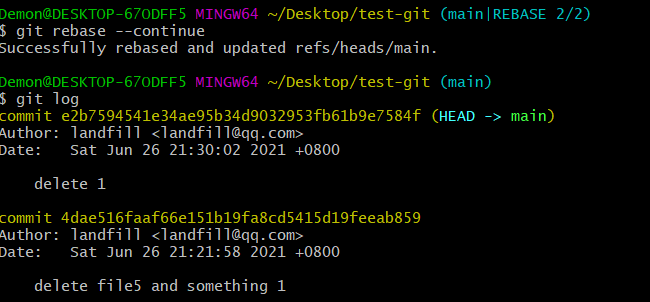 Demon@DESKTOP-67ODFF5 MINGW64 ~/Desktop/test-git (main|REBASE 2/2)
$ git rebase --continue
Successfully rebased and updated refs/heads/main.
Demon@DESKTOP-67ODFF5 MINGW64 ~/Desktop/test-git (main)
$ git log
commit e2b7594541e34ae95b34d9032953fb61b9e7584f (HEAD -> main)
Author: landfill <landfill@qq.com>
Date:   Sat Jun 26 21:30:02 2021 +0800
    delete 1
commit 4dae516faaf66e151b19fa8cd5415d19feeab859
Author: landfill <landfill@qq.com>
Date:   Sat Jun 26 21:21:58 2021 +0800
    delete file5 and something 1